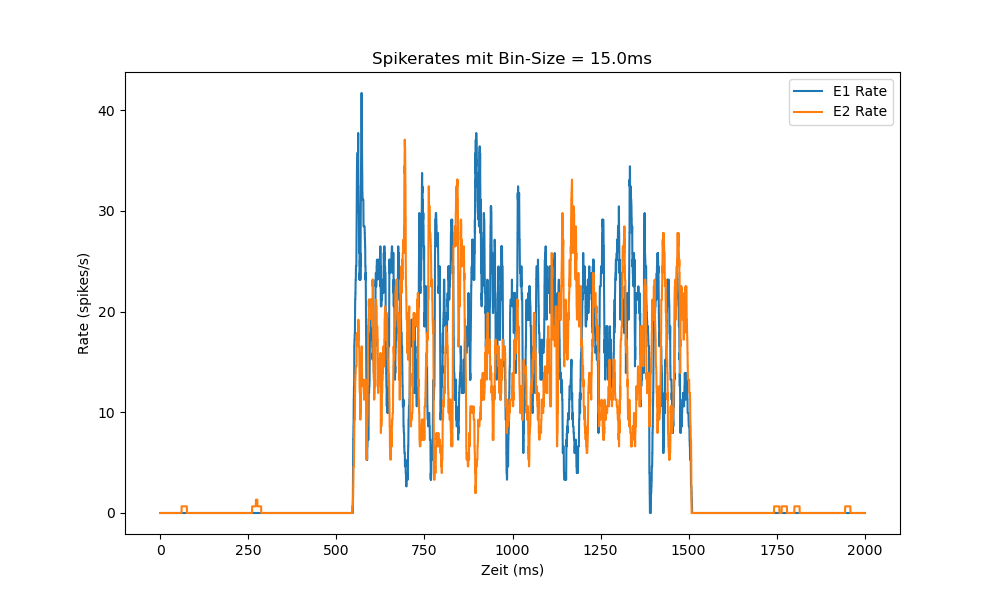 Spikerates mit Bin-Size = 15.0ms
E1 Rate
E2 Rate
Rate (spikes/s)
40
30
20
10
0
0 250 500 750 1000 1250 1500 1750 2000
Zeit (ms)